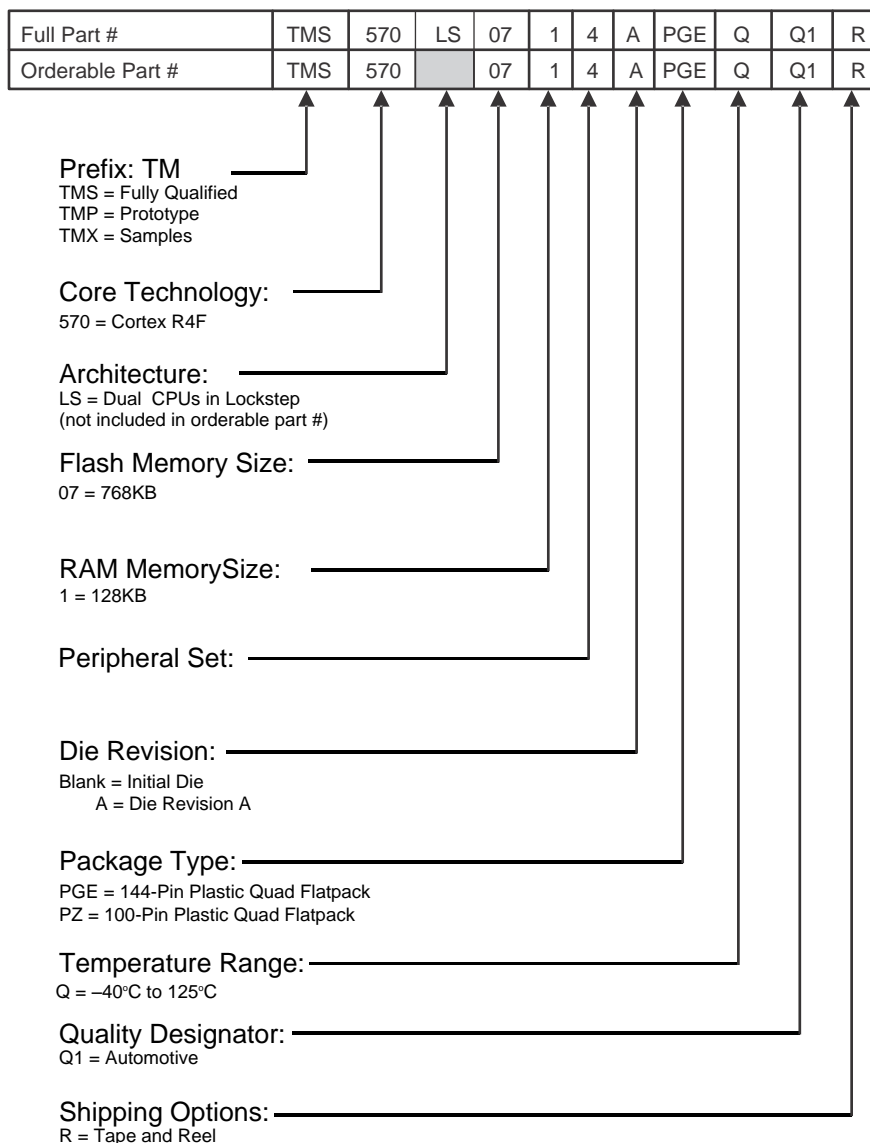 Full Part # TMS 570 LS 07 1 4 A PGE Q Q1 R
Orderable Part # TMS 570 07 1 4 A PGE Q Q1 R
Prefix: TM
TMS = Fully Qualified
TMP = Prototype
TMX = Samples
Core Technology:
570 = Cortex R4F
Architecture:
LS = Dual CPUs in Lockstep
(not included in orderable part #)
Flash Memory Size:
07 = 768KB
RAM MemorySize:
1 = 128KB
Peripheral Set:
Die Revision:
Blank = Initial Die
A = Die Revision A
Package Type:
PGE = 144-Pin Plastic Quad Flatpack
PZ = 100-Pin Plastic Quad Flatpack
Temperature Range:
Q = –40°C to 125°C
Quality Designator:
Q1 = Automotive
Shipping Options:
R = Tape and Reel